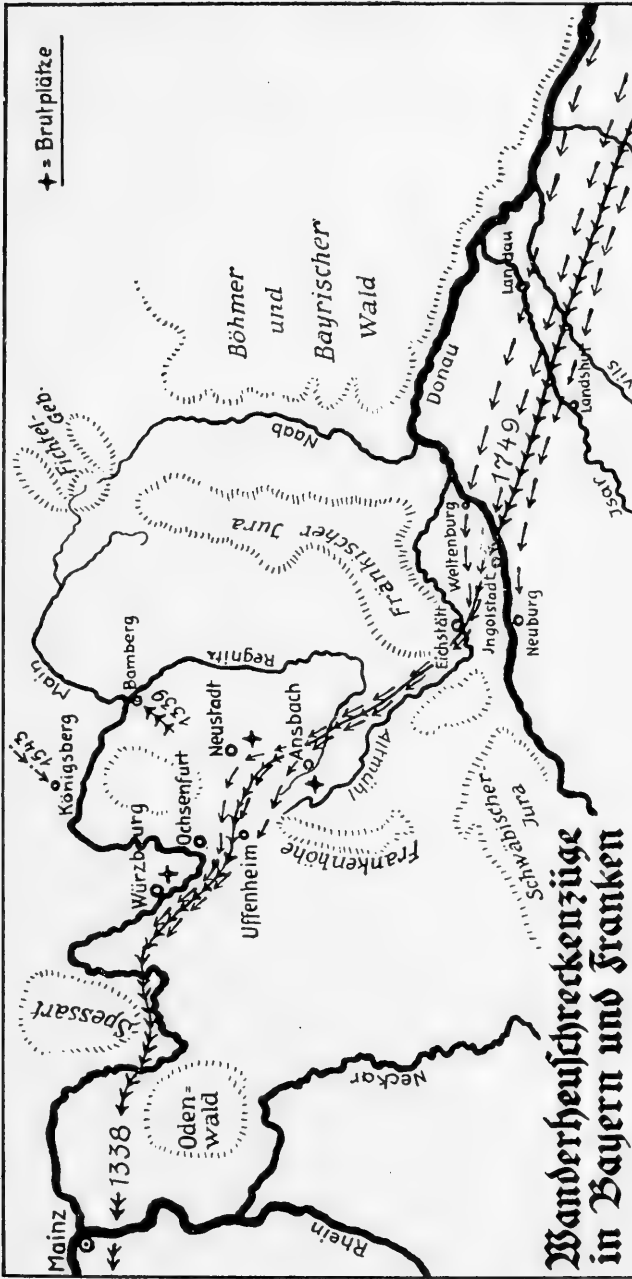 Wanderheuschreckenzüge
in Bayern und Franken
✦ = Brutplätze
Mainz
1338
Rhein
Oden=
wald
Neckar
Spessart
Würzbourg
Ochsenfurt
Uffenheim
Frankenhöhe
Königsberg
1543
Main
Bamberg
1339
Regnitz
Neustadt
Ansbach
Altmühl
Schwäbischer
Jura
Fichtel-
Geb.
Fränkischer Jura
Naab
Böhmer
und
Bayrischer
Wald
Eichstätt
Weltenburg
Jngolstadt
Neuburg
Donau
1749
Landau
Landshut
Jsar
Vils